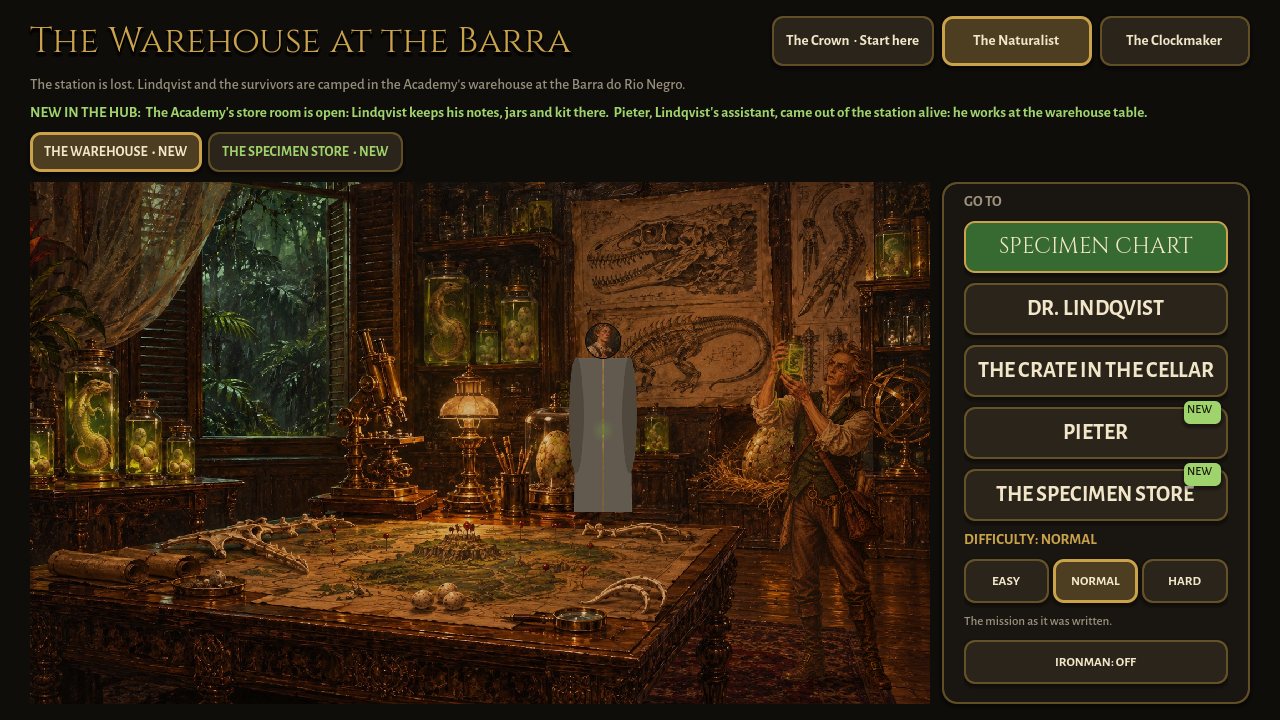 The Warehouse at the Barra
The Crown · Start here
The Naturalist
The Clockmaker
The station is lost. Lindqvist and the survivors are camped in the Academy's warehouse at the Barra do Rio Negro.
NEW IN THE HUB: The Academy's store room is open: Lindqvist keeps his notes, jars and kit there. Pieter, Lindqvist's assistant, came out of the station alive: he works at the warehouse table.
THE WAREHOUSE · NEW
THE SPECIMEN STORE · NEW
GO TO
SPECIMEN CHART
DR. LINDQVIST
THE CRATE IN THE CELLAR
NEW
PIETER
NEW
THE SPECIMEN STORE
DIFFICULTY: NORMAL
EASY
NORMAL
HARD
The mission as it was written.
IRONMAN: OFF